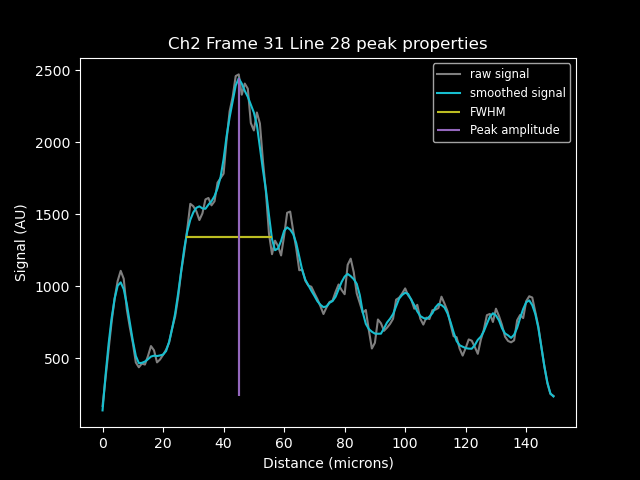 Ch2 Frame 31 Line 28 peak properties
raw signal
smoothed signal
FWHM
Peak amplitude
Signal (AU)
2500
2000
1500
1000
500
0 20 40 60 80 100 120 140
Distance (microns)